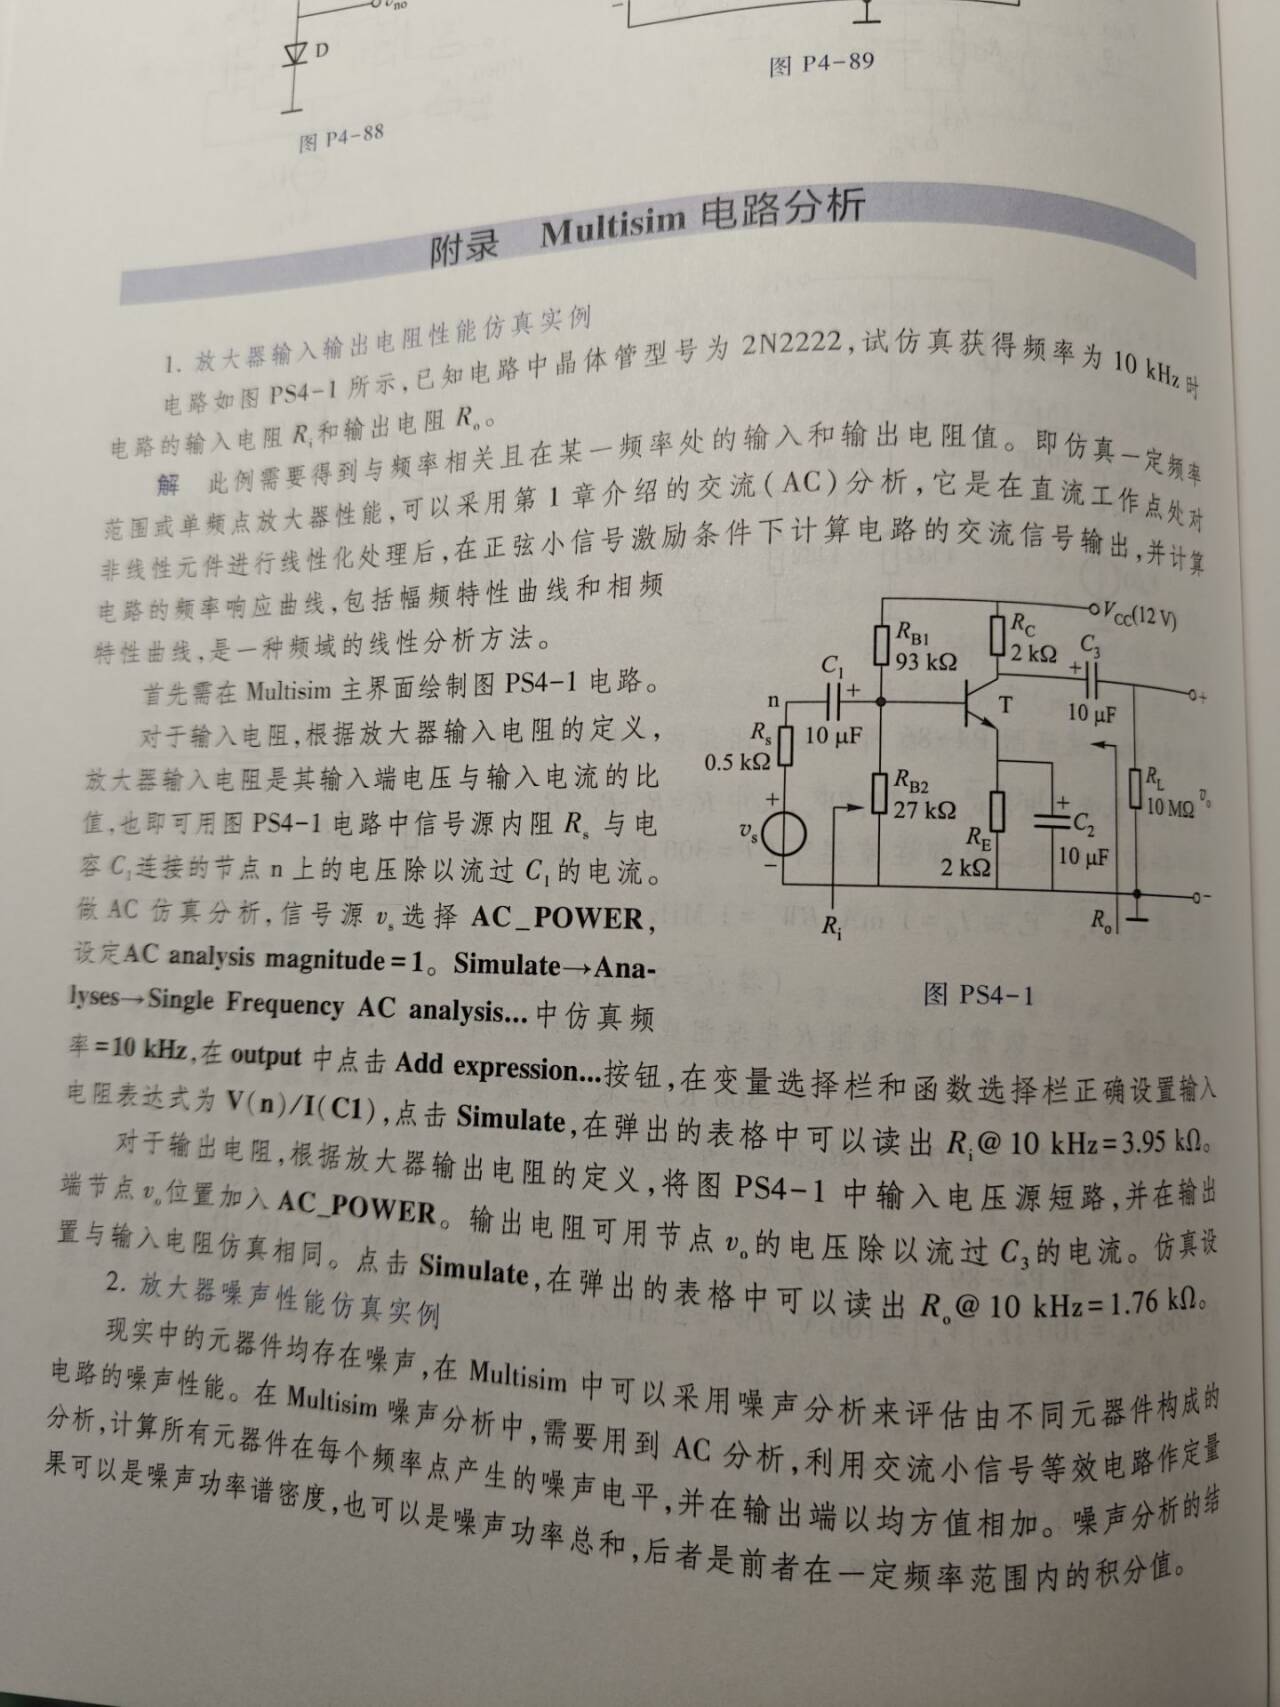 D
图 P4-88
图 P4-89
附录 Multisim 电路分析
1. 放大器输入输出电阻性能仿真实例
电路如图 PS4-1 所示,已知电路中晶体管型号为 2N2222,试仿真获得频率为 10 kHz 时
电路的输入电阻 Ri和输出电阻 Ro。
解 此例需要得到与频率相关且在某一频率处的输入和输出电阻值。即仿真一定频率
范围或单频点放大器性能,可以采用第 1 章介绍的交流(AC)分析,它是在直流工作点处对
非线性元件进行线性化处理后,在正弦小信号激励条件下计算电路的交流信号输出,并计算
电路的频率响应曲线,包括幅频特性曲线和相频
特性曲线,是一种频域的线性分析方法。
首先需在 Multisim 主界面绘制图 PS4-1 电路。
对于输入电阻,根据放大器输入电阻的定义,
放大器输入电阻是其输入端电压与输入电流的比
值,也即可用图 PS4-1 电路中信号源内阻 Rs 与电
容 C1连接的节点 n 上的电压除以流过 C1 的电流。
做 AC 仿真分析,信号源 vs 选择 AC_POWER,
设定AC analysis magnitude=1。Simulate→Ana-
lyses→Single Frequency AC analysis...中仿真频
率=10 kHz,在 output 中点击 Add expression...按钮,在变量选择栏和函数选择栏正确设置输入
电阻表达式为 V(n)/I(C1),点击 Simulate,在弹出的表格中可以读出 Ri@ 10 kHz=3.95 kΩ。
对于输出电阻,根据放大器输出电阻的定义,将图 PS4-1 中输入电压源短路,并在输出
端节点 vo位置加入 AC_POWER。输出电阻可用节点 vo的电压除以流过 C3的电流。仿真设
置与输入电阻仿真相同。点击 Simulate,在弹出的表格中可以读出 Ro@ 10 kHz=1.76 kΩ。
VCC(12 V)
RB1
93 kΩ
RC
2 kΩ
C3
+
10 μF
+
C1
+
10 μF
n
T
Rs
0.5 kΩ
RB2
27 kΩ
RL
10 MΩ
vo
+
vs
-
RE
2 kΩ
+
C2
10 μF
-
Ri
Ro
图 PS4-1
2. 放大器噪声性能仿真实例
现实中的元器件均存在噪声,在 Multisim 中可以采用噪声分析来评估由不同元器件构成的
电路的噪声性能。在 Multisim 噪声分析中,需要用到 AC 分析,利用交流小信号等效电路作定量
分析,计算所有元器件在每个频率点产生的噪声电平,并在输出端以均方值相加。噪声分析的结
果可以是噪声功率谱密度,也可以是噪声功率总和,后者是前者在一定频率范围内的积分值。